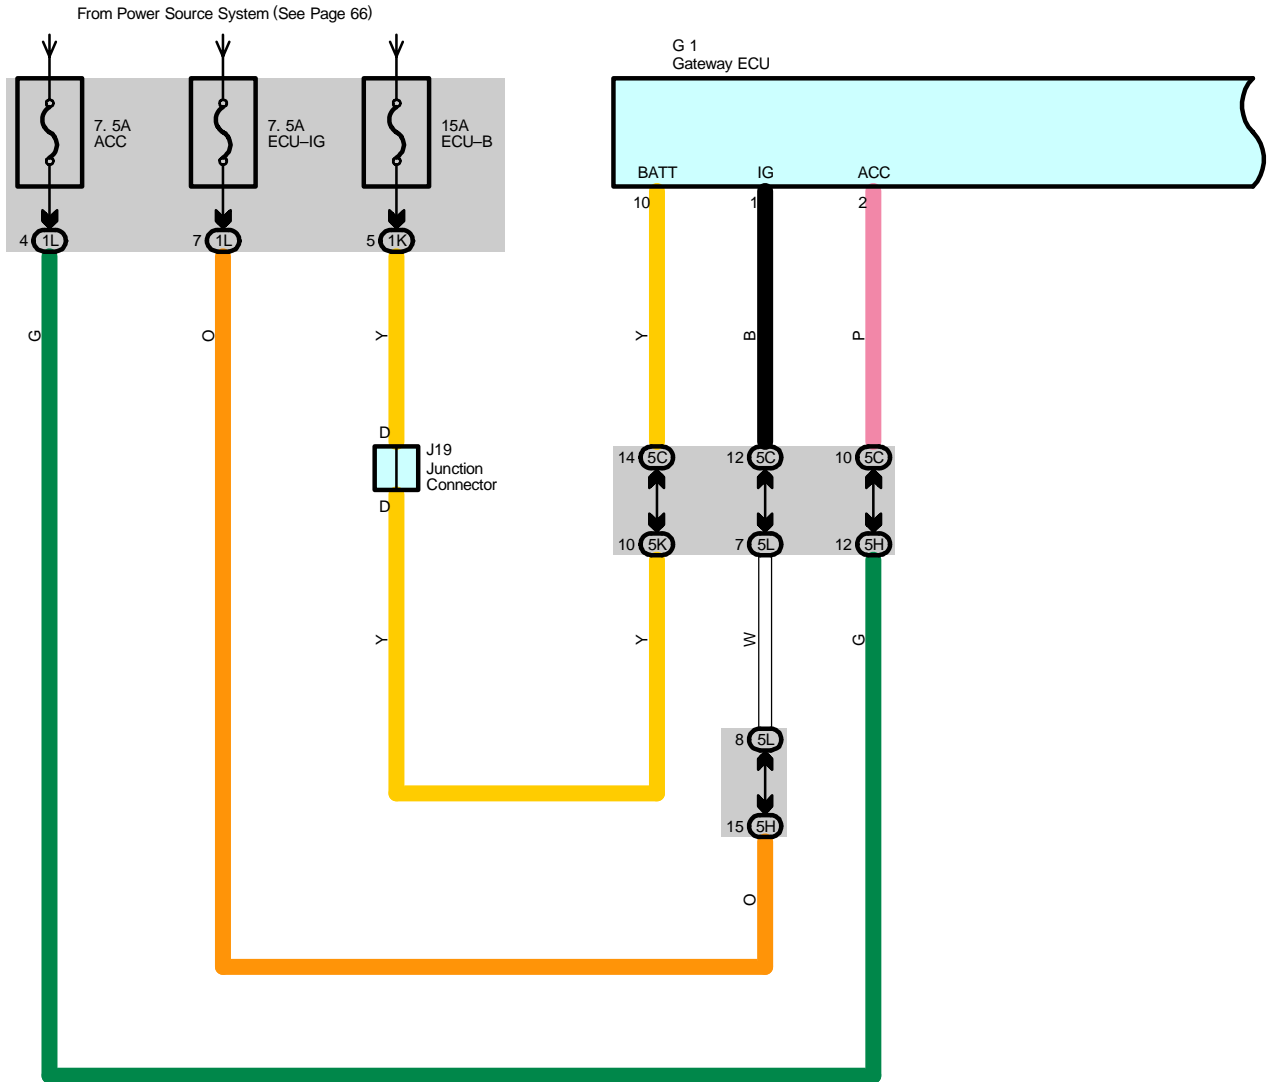 From Power Source System (See Page 66)
G 1
Gateway ECU
7. 5A
ACC
7. 5A
ECU–IG
15A
ECU–B
BATT
IG
ACC
10
1
2
4 1L
7 1L
5 1K
G
O
Y
Y
B
P
D
J19
Junction
Connector
D
14 5C
12 5C
10 5C
10 5K
7 5L
12 5H
Y
Y
W
G
8 5L
15 5H
O